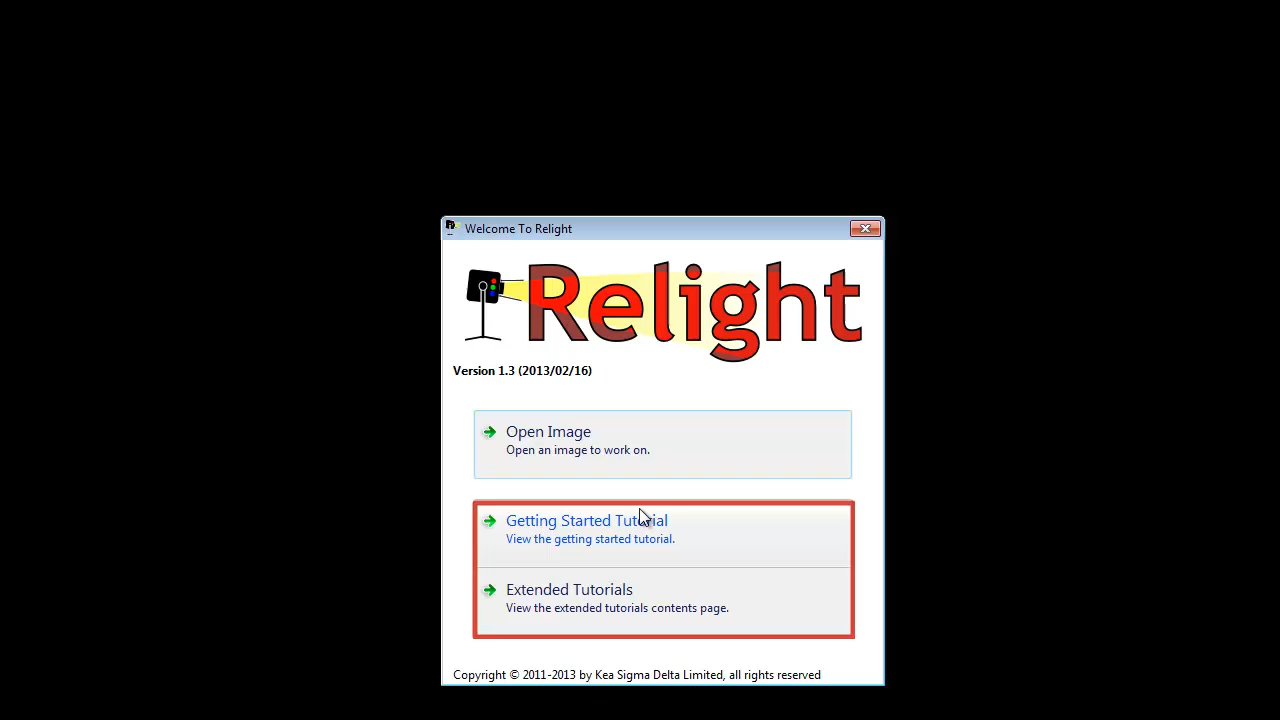 Welcome To Relight
Relight
Version 1.3 (2013/02/16)
Open Image
Open an image to work on.
Getting Started Tutorial
View the getting started tutorial.
Extended Tutorials
View the extended tutorials contents page.
Copyright © 2011-2013 by Kea Sigma Delta Limited, all rights reserved